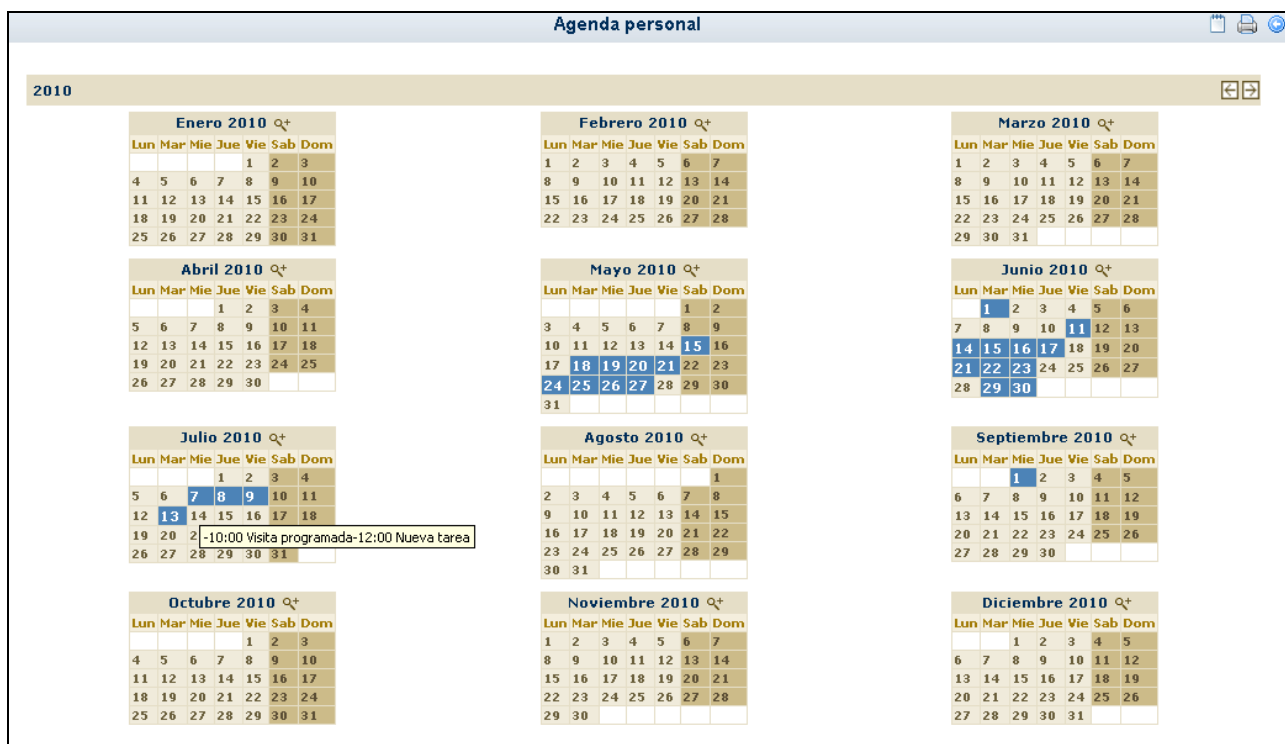 Agenda personal
2010
Enero 2010
Lun Mar Mie Jue Vie Sab Dom
1 2 3
4 5 6 7 8 9 10
11 12 13 14 15 16 17
18 19 20 21 22 23 24
25 26 27 28 29 30 31
Febrero 2010
Lun Mar Mie Jue Vie Sab Dom
1 2 3 4 5 6 7
8 9 10 11 12 13 14
15 16 17 18 19 20 21
22 23 24 25 26 27 28
Marzo 2010
Lun Mar Mie Jue Vie Sab Dom
1 2 3 4 5 6 7
8 9 10 11 12 13 14
15 16 17 18 19 20 21
22 23 24 25 26 27 28
29 30 31
Abril 2010
Lun Mar Mie Jue Vie Sab Dom
1 2 3 4
5 6 7 8 9 10 11
12 13 14 15 16 17 18
19 20 21 22 23 24 25
26 27 28 29 30
Mayo 2010
Lun Mar Mie Jue Vie Sab Dom
1 2
3 4 5 6 7 8 9
10 11 12 13 14 15 16
17 18 19 20 21 22 23
24 25 26 27 28 29 30
31
Junio 2010
Lun Mar Mie Jue Vie Sab Dom
1 2 3 4 5 6
7 8 9 10 11 12 13
14 15 16 17 18 19 20
21 22 23 24 25 26 27
28 29 30
Julio 2010
Lun Mar Mie Jue Vie Sab Dom
1 2 3 4
5 6 7 8 9 10 11
12 13 14 15 16 17 18
19 20 2
-10:00 Visita programada-12:00 Nueva tarea
26 27 28 29 30 31
Agosto 2010
Lun Mar Mie Jue Vie Sab Dom
1
2 3 4 5 6 7 8
9 10 11 12 13 14 15
16 17 18 19 20 21 22
23 24 25 26 27 28 29
30 31
Septiembre 2010
Lun Mar Mie Jue Vie Sab Dom
1 2 3 4 5
6 7 8 9 10 11 12
13 14 15 16 17 18 19
20 21 22 23 24 25 26
27 28 29 30
Octubre 2010
Lun Mar Mie Jue Vie Sab Dom
1 2 3
4 5 6 7 8 9 10
11 12 13 14 15 16 17
18 19 20 21 22 23 24
25 26 27 28 29 30 31
Noviembre 2010
Lun Mar Mie Jue Vie Sab Dom
1 2 3 4 5 6 7
8 9 10 11 12 13 14
15 16 17 18 19 20 21
22 23 24 25 26 27 28
29 30
Diciembre 2010
Lun Mar Mie Jue Vie Sab Dom
1 2 3 4 5
6 7 8 9 10 11 12
13 14 15 16 17 18 19
20 21 22 23 24 25 26
27 28 29 30 31